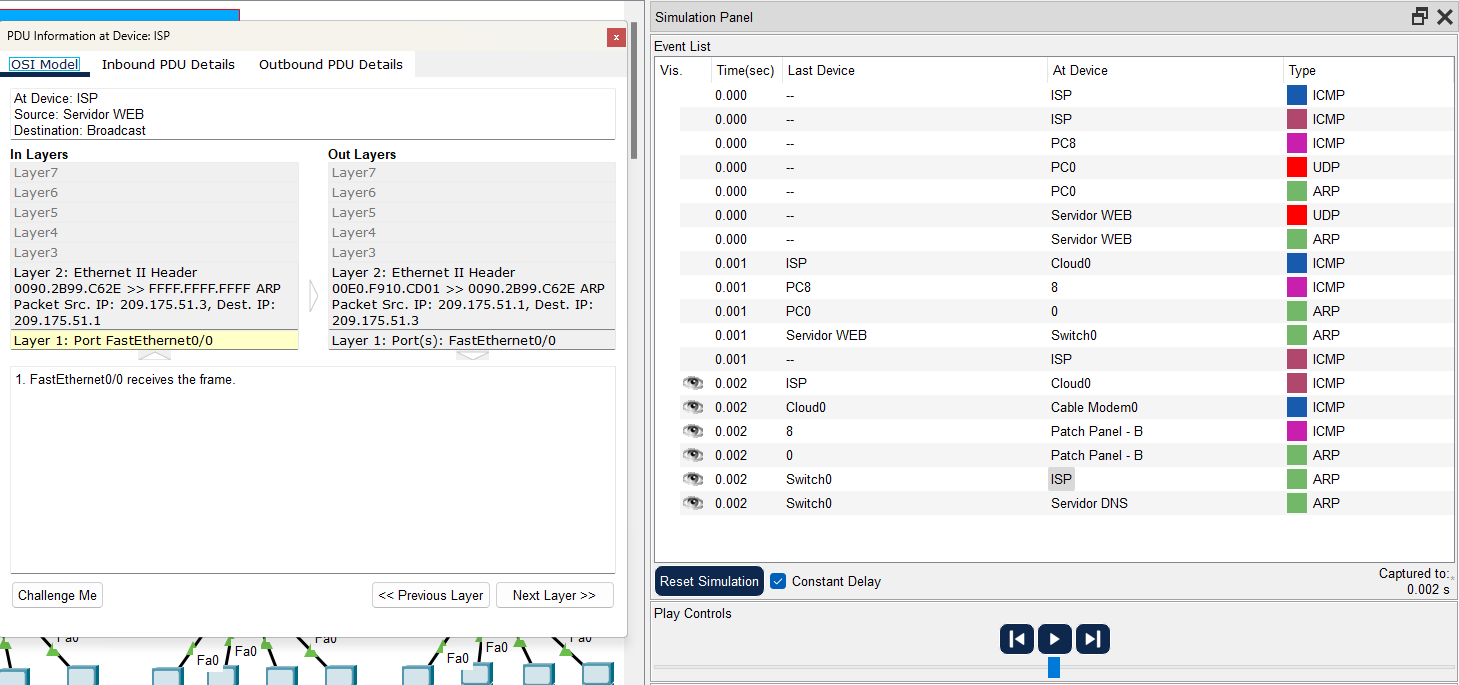 PDU Information at Device: ISP
x
OSI Model Inbound PDU Details Outbound PDU Details
At Device: ISP
Source: Servidor WEB
Destination: Broadcast
In Layers
Layer7
Layer6
Layer5
Layer4
Layer3
Layer 2: Ethernet II Header
0090.2B99.C62E >> FFFF.FFFF.FFFF ARP
Packet Src. IP: 209.175.51.3, Dest. IP:
209.175.51.1
Layer 1: Port FastEthernet0/0
Out Layers
Layer7
Layer6
Layer5
Layer4
Layer3
Layer 2: Ethernet II Header
00E0.F910.CD01 >> 0090.2B99.C62E ARP
Packet Src. IP: 209.175.51.1, Dest. IP:
209.175.51.3
Layer 1: Port(s): FastEthernet0/0
1. FastEthernet0/0 receives the frame.
Challenge Me << Previous Layer Next Layer >>
Fa0 Fa0 Fa0
Fa0 Fa0 Fa0 Fa0
Simulation Panel
Event List
Vis. Time(sec) Last Device At Device Type
0.000 -- ISP ICMP
0.000 -- ISP ICMP
0.000 -- PC8 ICMP
0.000 -- PC0 UDP
0.000 -- PC0 ARP
0.000 -- Servidor WEB UDP
0.000 -- Servidor WEB ARP
0.001 ISP Cloud0 ICMP
0.001 PC8 8 ICMP
0.001 PC0 0 ARP
0.001 Servidor WEB Switch0 ARP
0.001 -- ISP ICMP
0.002 ISP Cloud0 ICMP
0.002 Cloud0 Cable Modem0 ICMP
0.002 8 Patch Panel - B ICMP
0.002 0 Patch Panel - B ARP
0.002 Switch0 ISP ARP
0.002 Switch0 Servidor DNS ARP
Reset Simulation Constant Delay
Captured to:
0.002 s
Play Controls